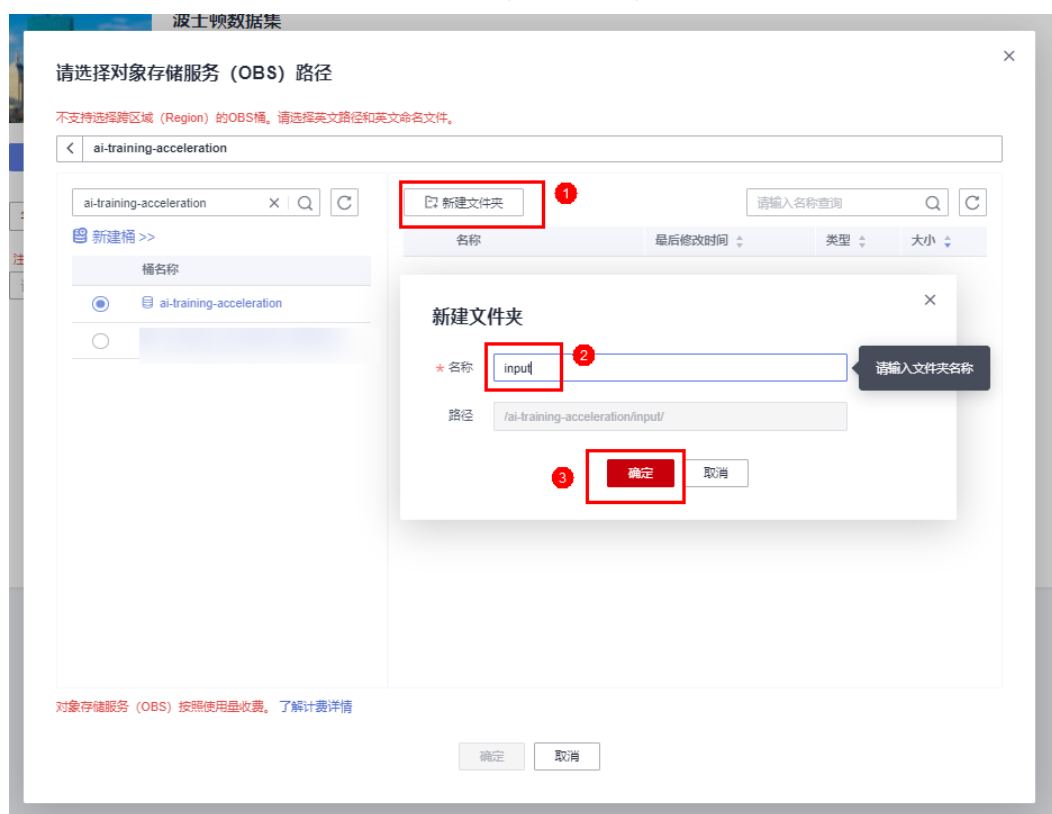 波士顿数据集
请选择对象存储服务（OBS）路径
不支持选择跨区域（Region）的OBS桶。请选择英文路径和英文命名文件。
ai-training-acceleration
ai-training-acceleration
新建文件夹
1
请输入名称查询
新建桶 >>
名称 最后修改时间 类型 大小
桶名称
ai-training-acceleration
新建文件夹
2
* 名称 input 请输入文件夹名称
路径 /ai-training-acceleration/input/
3
确定 取消
对象存储服务（OBS）按照使用量收费。了解计费详情
确定 取消